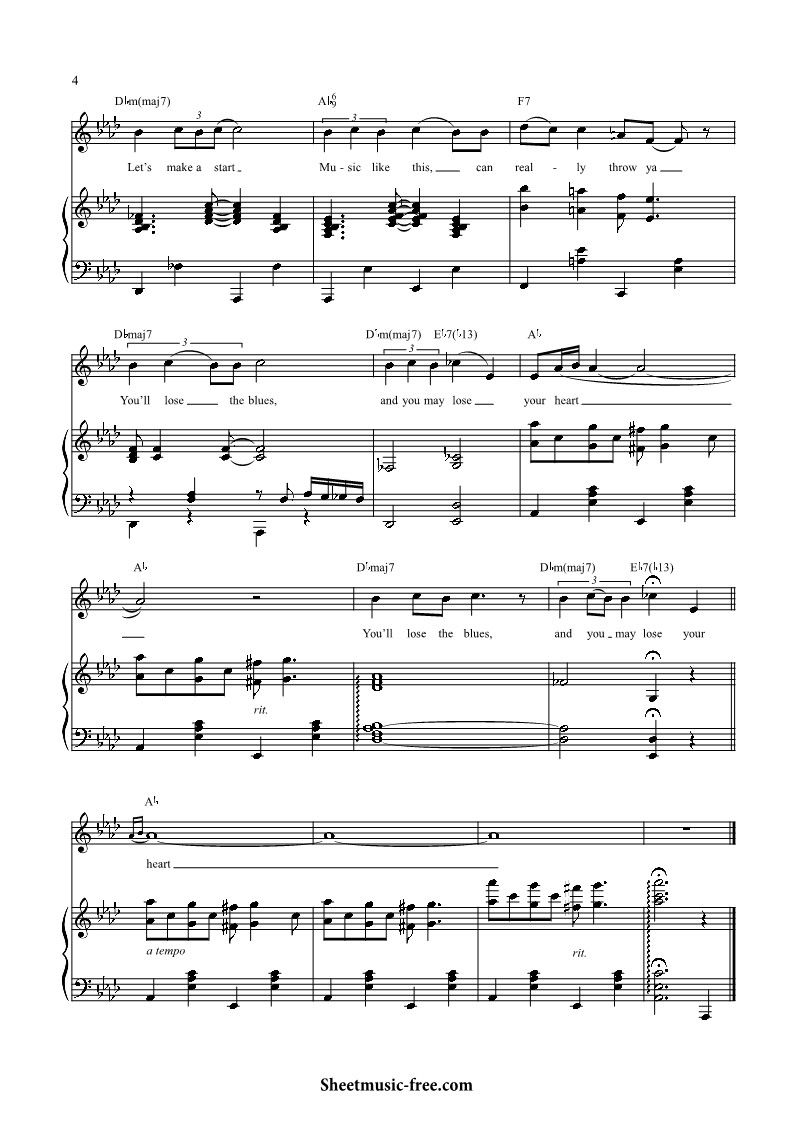 4
D♭m(maj7) A♭6/9 F7
3 3
Let's make a start Mu - sic like this, can real - ly throw ya
D♭maj7 D♭m(maj7) E♭7(♭13) A♭
3 3
You'll lose the blues, and you may lose your heart
A♭ D♭maj7 D♭m(maj7) E♭7(♭13)
3
You'll lose the blues, and you may lose your
rit.
A♭
heart
a tempo rit.
Sheetmusic-free.com